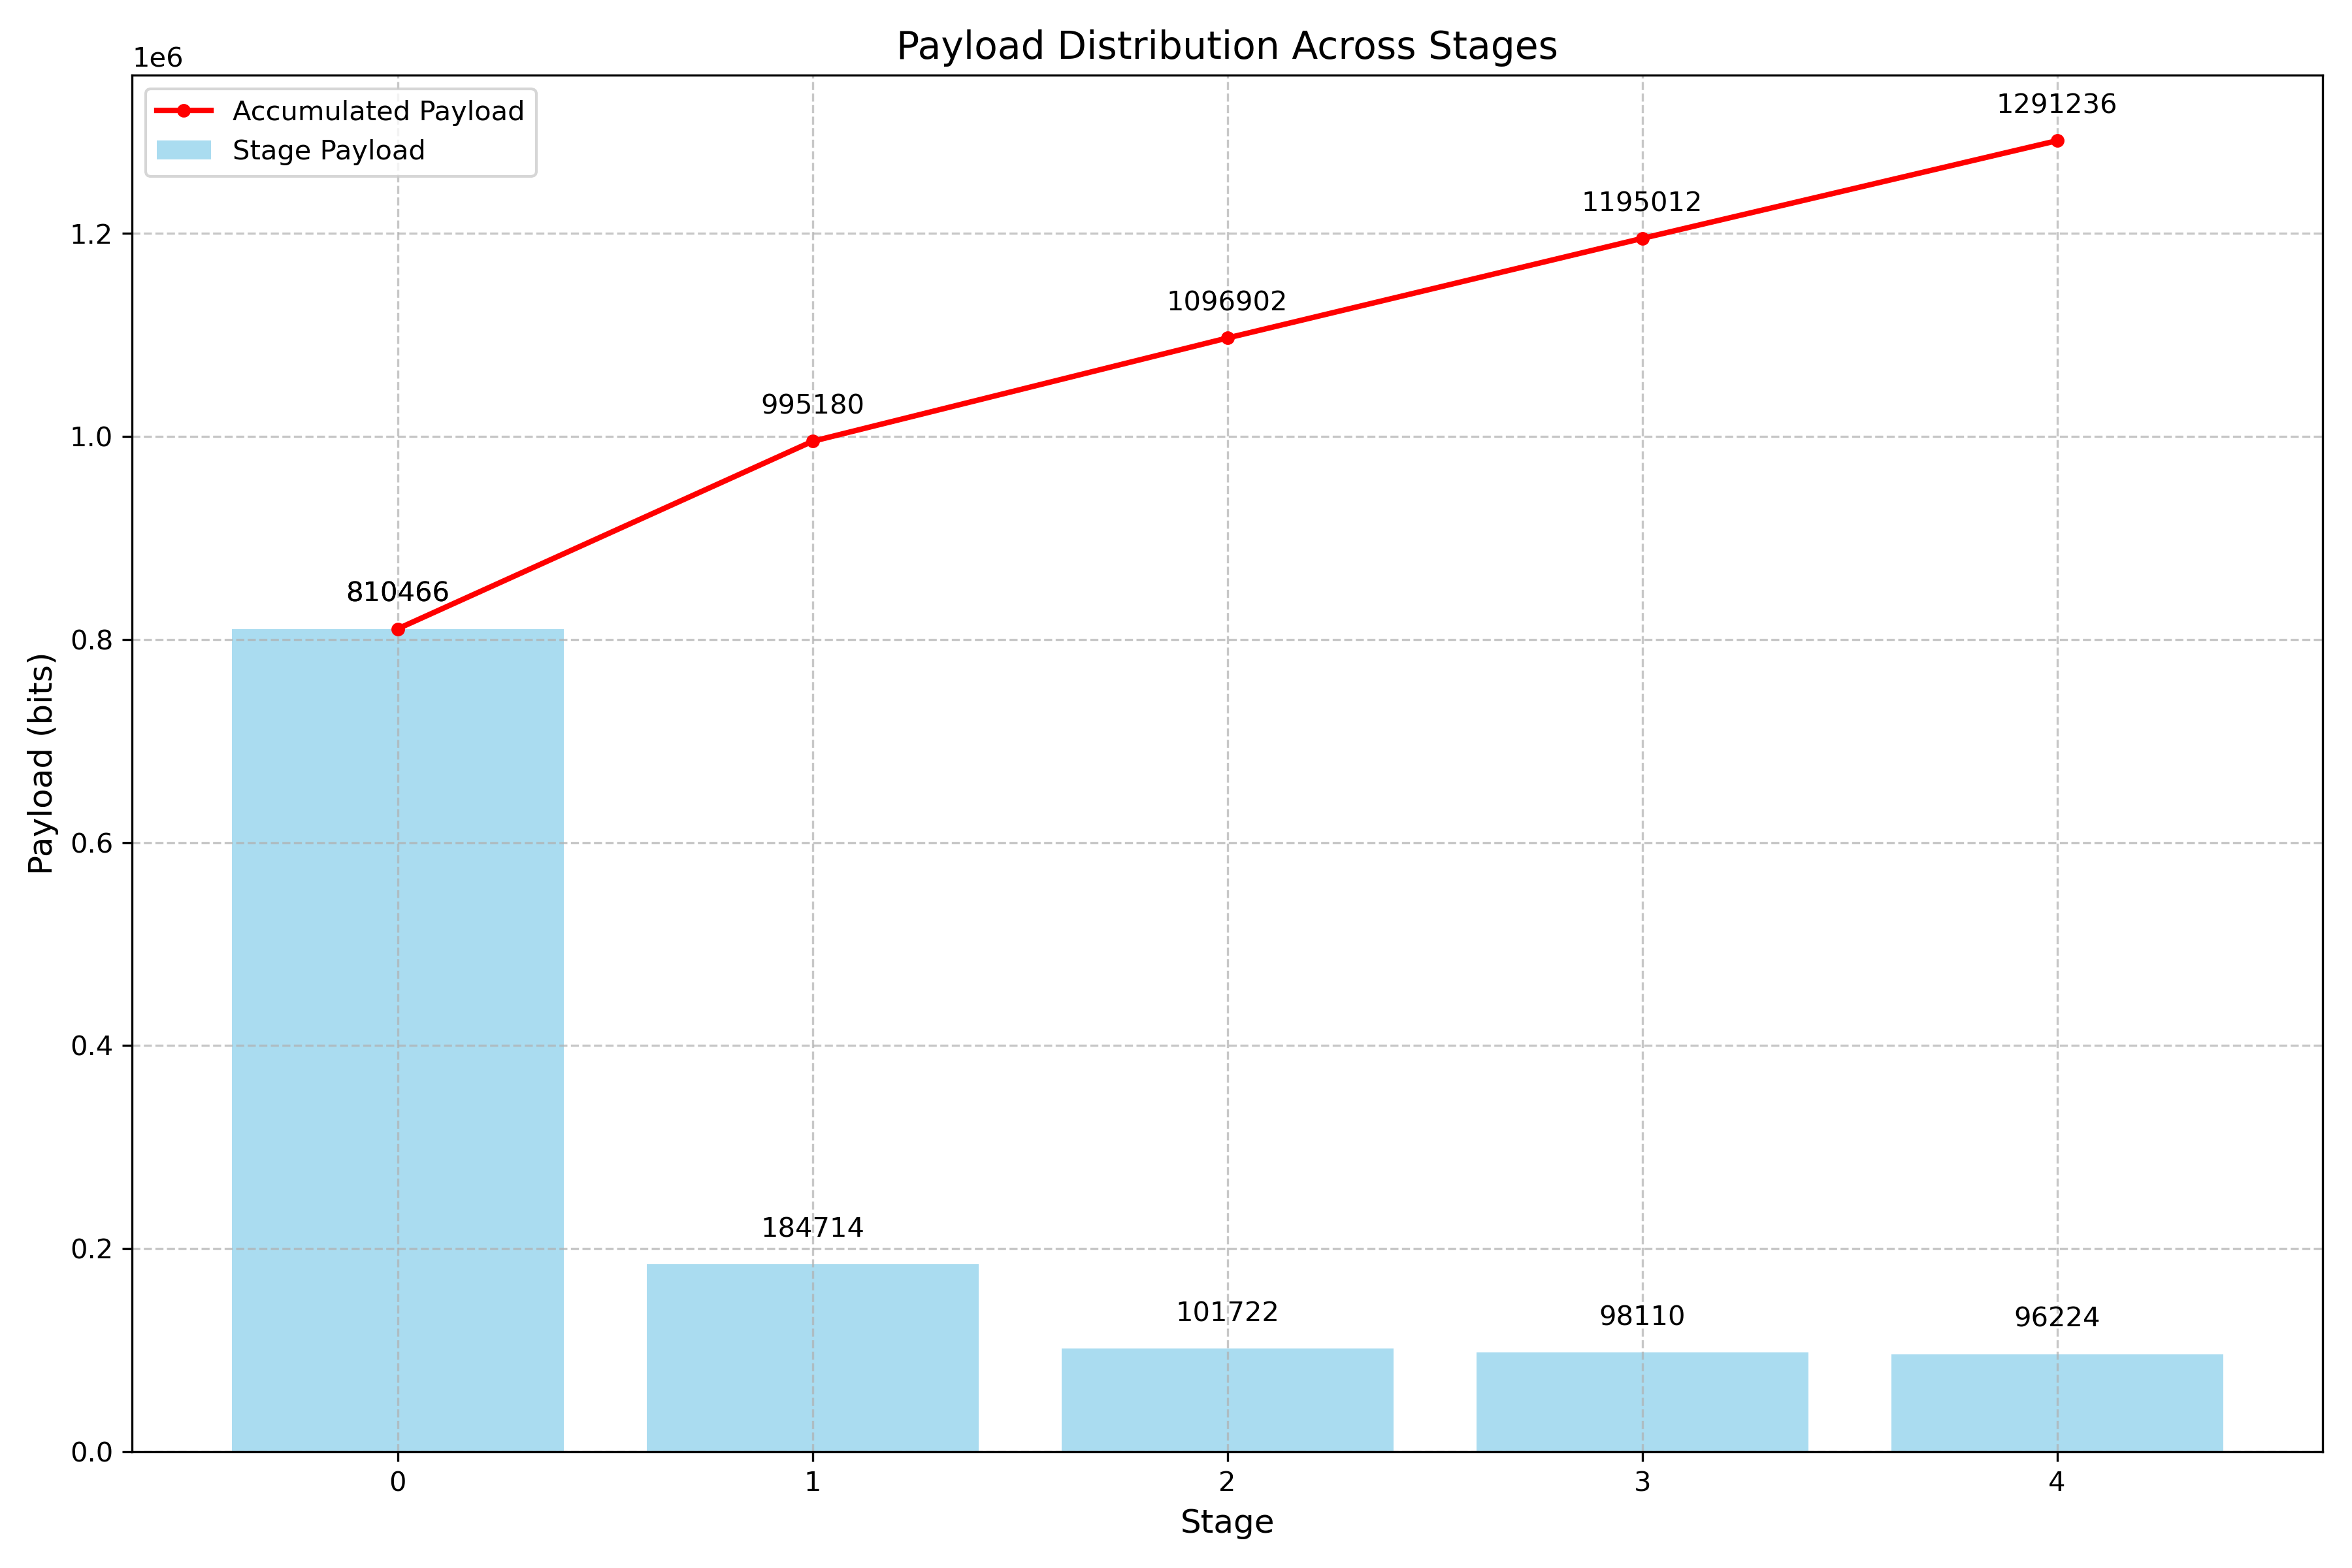 Payload Distribution Across Stages
1e6
Accumulated Payload
Stage Payload
1291236
1195012
1.2
1096902
995180
1.0
810466
0.8
Payload (bits)
0.6
0.4
184714
0.2
101722
98110
96224
0.0
0 1 2 3 4
Stage